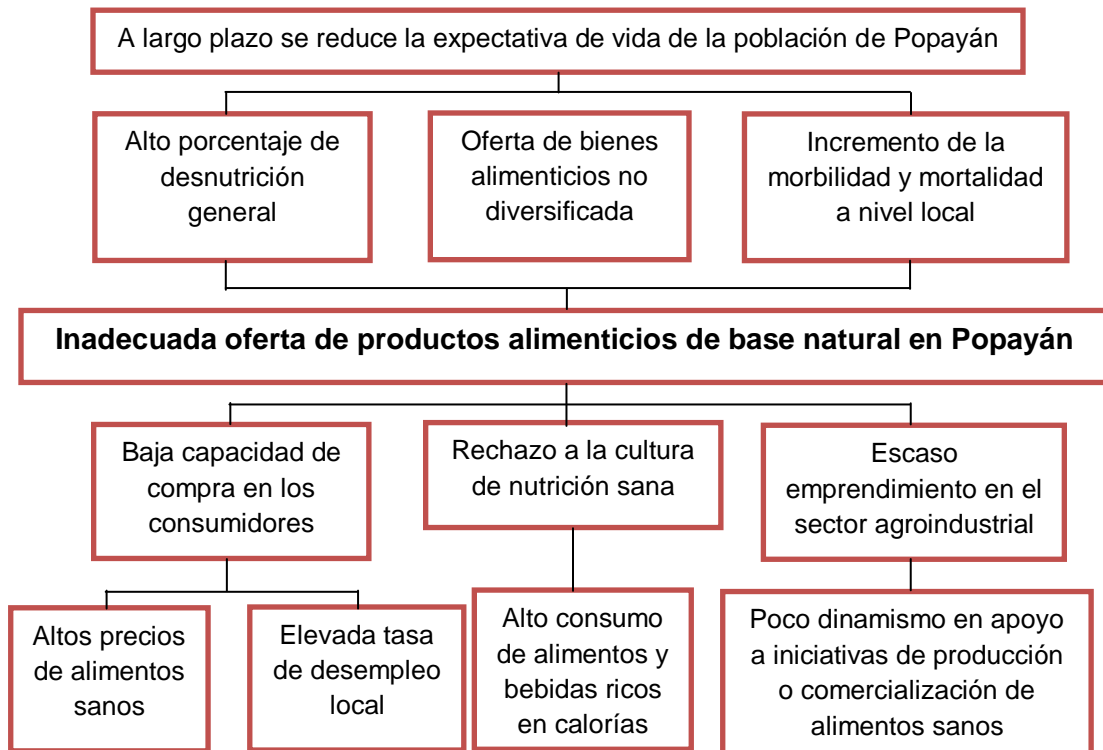 A largo plazo se reduce la expectativa de vida de la población de Popayán
Alto porcentaje de
desnutrición
general
Oferta de bienes
alimenticios no
diversificada
Incremento de la
morbilidad y mortalidad
a nivel local
Inadecuada oferta de productos alimenticios de base natural en Popayán
Baja capacidad de
compra en los
consumidores
Rechazo a la cultura
de nutrición sana
Escaso
emprendimiento en el
sector agroindustrial
Altos precios
de alimentos
sanos
Elevada tasa
de desempleo
local
Alto consumo
de alimentos y
bebidas ricos
en calorías
Poco dinamismo en apoyo
a iniciativas de producción
o comercialización de
alimentos sanos